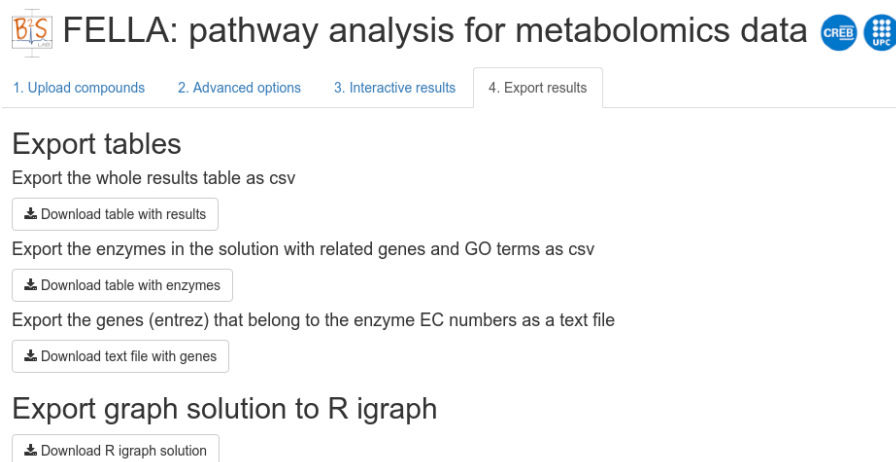 B²S LAB FELLA: pathway analysis for metabolomics data CREB UPC
1. Upload compounds 2. Advanced options 3. Interactive results 4. Export results
Export tables
Export the whole results table as csv
Download table with results
Export the enzymes in the solution with related genes and GO terms as csv
Download table with enzymes
Export the genes (entrez) that belong to the enzyme EC numbers as a text file
Download text file with genes
Export graph solution to R igraph
Download R igraph solution